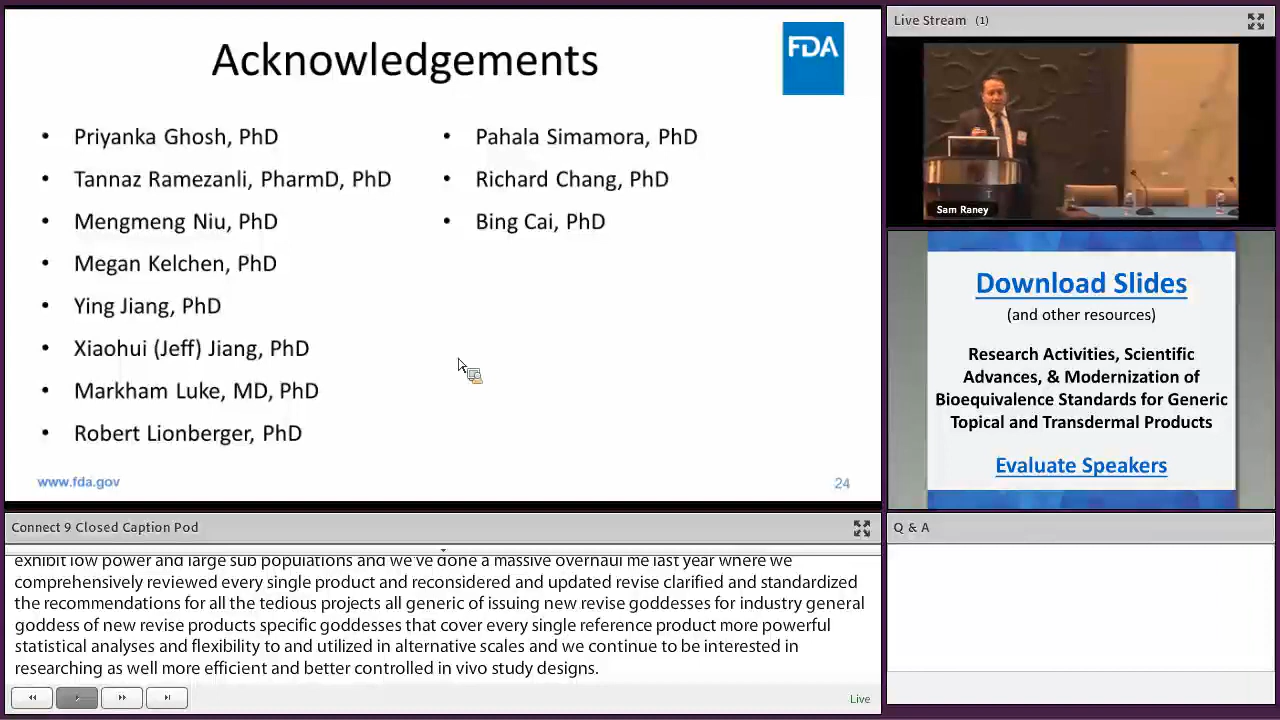 Acknowledgements
FDA
• Priyanka Ghosh, PhD
• Tannaz Ramezanli, PharmD, PhD
• Mengmeng Niu, PhD
• Megan Kelchen, PhD
• Ying Jiang, PhD
• Xiaohui (Jeff) Jiang, PhD
• Markham Luke, MD, PhD
• Robert Lionberger, PhD
• Pahala Simamora, PhD
• Richard Chang, PhD
• Bing Cai, PhD
www.fda.gov
24
Live Stream (1)
Sam Raney
Download Slides
(and other resources)
Research Activities, Scientific
Advances, & Modernization of
Bioequivalence Standards for Generic
Topical and Transdermal Products
Evaluate Speakers
Connect 9 Closed Caption Pod
exhibit low power and large sub populations and we've done a massive overhaul me last year where we
comprehensively reviewed every single product and reconsidered and updated revise clarified and standardized
the recommendations for all the tedious projects all generic of issuing new revise goddesses for industry general
goddess of new revise products specific goddesses that cover every single reference product more powerful
statistical analyses and flexibility to and utilized in alternative scales and we continue to be interested in
researching as well more efficient and better controlled in vivo study designs.
Live
Q & A